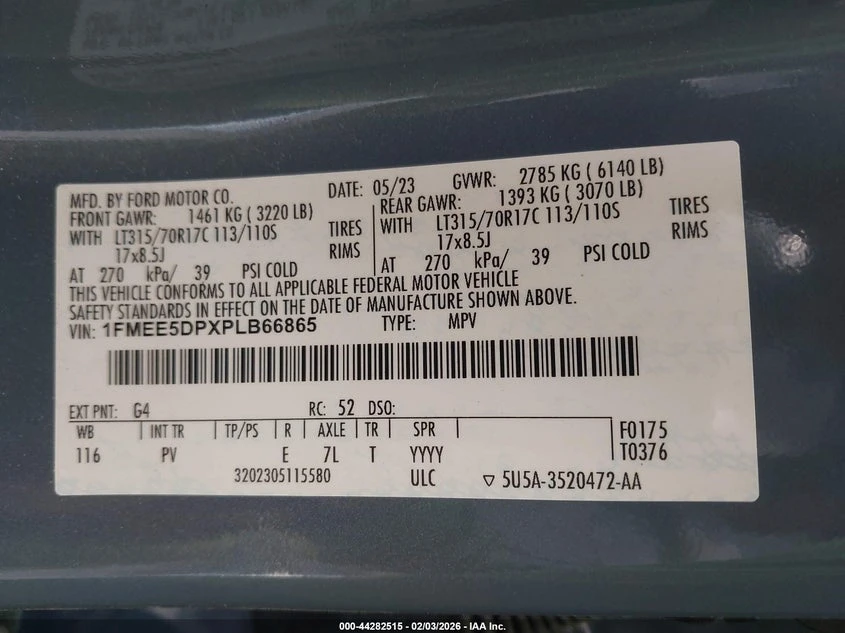 MFD. BY FORD MOTOR CO. DATE: 05/23 GVWR: 2785 KG ( 6140 LB)
FRONT GAWR: 1461 KG ( 3220 LB) REAR GAWR: 1393 KG ( 3070 LB)
WITH LT315/70R17C 113/110S TIRES WITH LT315/70R17C 113/110S TIRES
17x8.5J RIMS 17x8.5J RIMS
AT 270 kPa/ 39 PSI COLD AT 270 kPa/ 39 PSI COLD
THIS VEHICLE CONFORMS TO ALL APPLICABLE FEDERAL MOTOR VEHICLE
SAFETY STANDARDS IN EFFECT ON THE DATE OF MANUFACTURE SHOWN ABOVE.
VIN: 1FMEE5DPXPLB66865 TYPE: MPV
EXT PNT: G4 RC: 52 DSO:
WB INT TR TP/PS R AXLE TR SPR F0175
116 PV E 7L T YYYY T0376
3202305115580 ULC ▽ 5U5A-3520472-AA
000-44282515 - 02/03/2026 - IAA Inc.